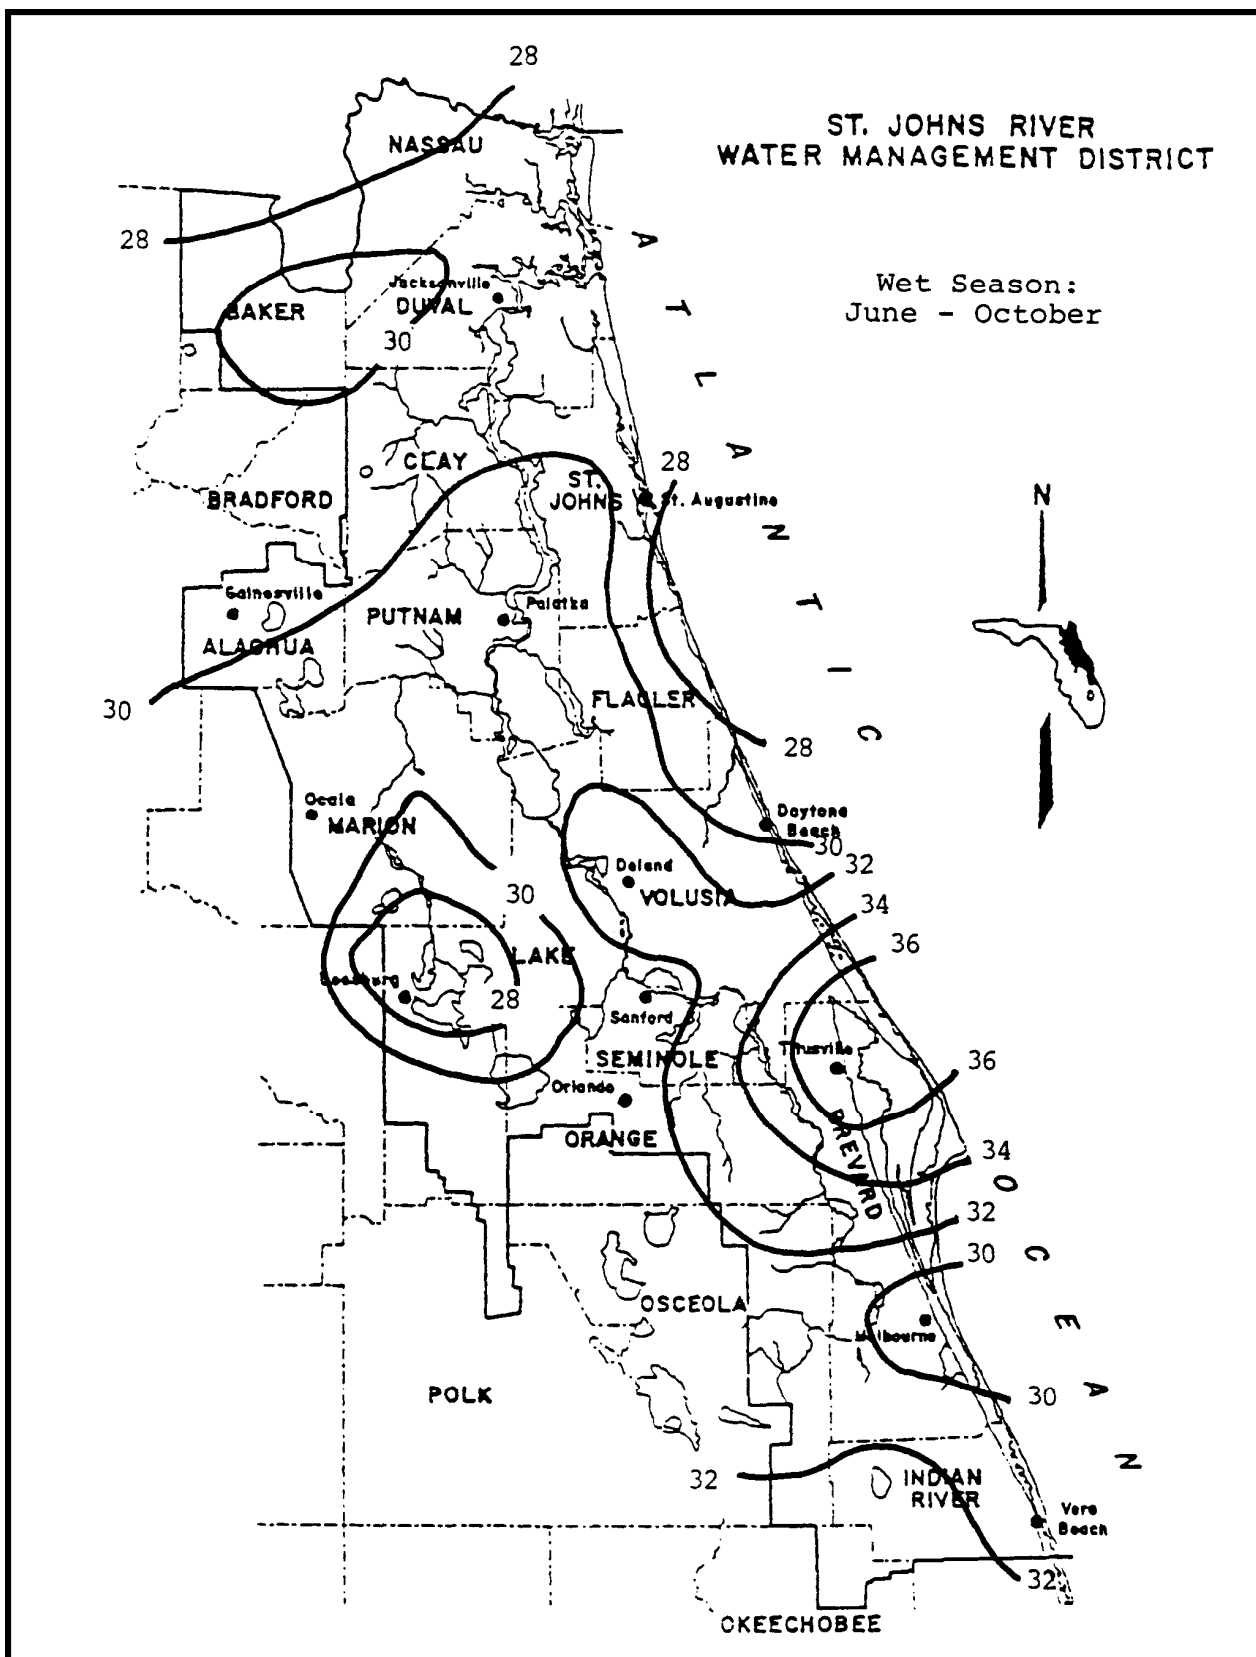 28
ST. JOHNS RIVER
WATER MANAGEMENT DISTRICT
NASSAU
28
A T L A N T I C O C E A N
Wet Season:
June - October
Jacksonville
DUVAL
BAKER
30
CLAY
28
ST.
JOHNS
St. Augustine
BRADFORD
N
Gainesville
Palatka
PUTNAM
ALACHUA
30
FLAGLER
28
Ocala
MARION
Daytona
Beach
30
32
Deland
VOLUSIA
30
34
36
LAKE
Leesburg
28
Sanford
SEMINOLE
Titusville
36
Orlando
ORANGE
BREVARD
34
32
30
OSCEOLA
Melbourne
POLK
30
32
INDIAN
RIVER
Vero
Beach
32
OKEECHOBEE